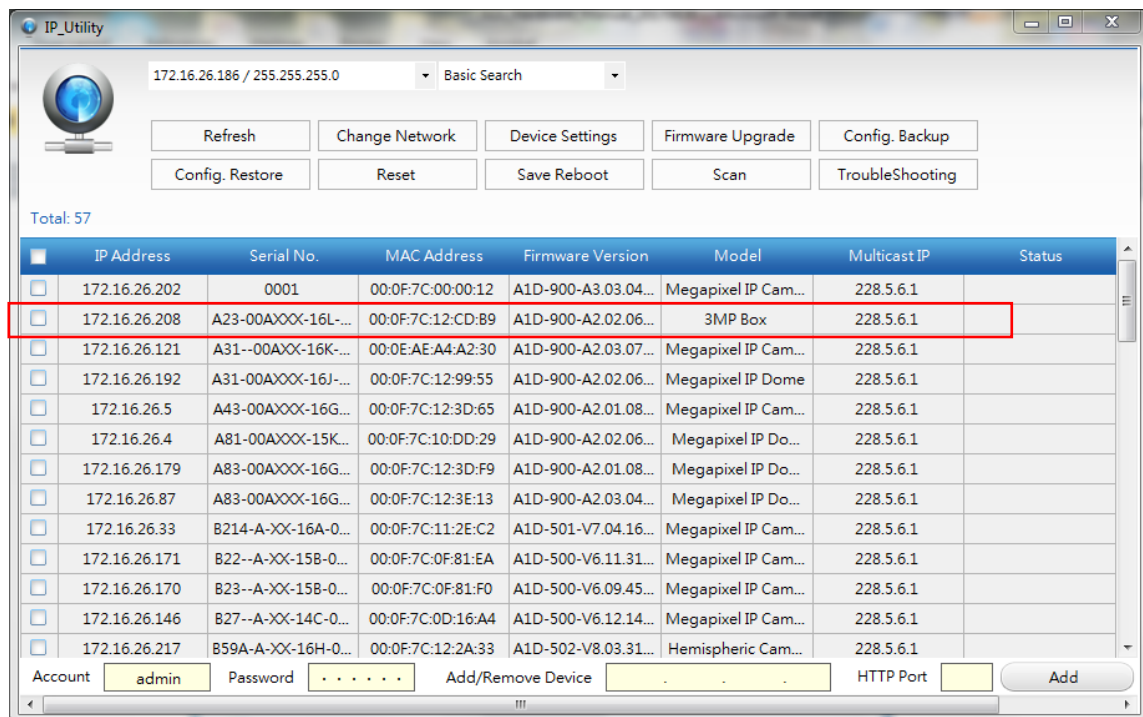 IP_Utility
172.16.26.186 / 255.255.255.0 Basic Search
Refresh Change Network Device Settings Firmware Upgrade Config. Backup
Config. Restore Reset Save Reboot Scan TroubleShooting
Total: 57
IP Address Serial No. MAC Address Firmware Version Model Multicast IP Status
172.16.26.202 0001 00:0F:7C:00:00:12 A1D-900-A3.03.04... Megapixel IP Cam... 228.5.6.1
172.16.26.208 A23-00AXXX-16L-... 00:0F:7C:12:CD:B9 A1D-900-A2.02.06... 3MP Box 228.5.6.1
172.16.26.121 A31--00AXX-16K-... 00:0E:AE:A4:A2:30 A1D-900-A2.03.07... Megapixel IP Cam... 228.5.6.1
172.16.26.192 A31-00AXXX-16J-... 00:0F:7C:12:99:55 A1D-900-A2.02.06... Megapixel IP Dome 228.5.6.1
172.16.26.5 A43-00AXXX-16G... 00:0F:7C:12:3D:65 A1D-900-A2.01.08... Megapixel IP Cam... 228.5.6.1
172.16.26.4 A81-00AXXX-15K... 00:0F:7C:10:DD:29 A1D-900-A2.02.06... Megapixel IP Do... 228.5.6.1
172.16.26.179 A83-00AXXX-16G... 00:0F:7C:12:3D:F9 A1D-900-A2.01.08... Megapixel IP Do... 228.5.6.1
172.16.26.87 A83-00AXXX-16G... 00:0F:7C:12:3E:13 A1D-900-A2.03.04... Megapixel IP Do... 228.5.6.1
172.16.26.33 B214-A-XX-16A-0... 00:0F:7C:11:2E:C2 A1D-501-V7.04.16... Megapixel IP Cam... 228.5.6.1
172.16.26.171 B22--A-XX-15B-0... 00:0F:7C:0F:81:EA A1D-500-V6.11.31... Megapixel IP Cam... 228.5.6.1
172.16.26.170 B23--A-XX-15B-0... 00:0F:7C:0F:81:F0 A1D-500-V6.09.45... Megapixel IP Cam... 228.5.6.1
172.16.26.146 B27--A-XX-14C-0... 00:0F:7C:0D:16:A4 A1D-500-V6.12.14... Megapixel IP Cam... 228.5.6.1
172.16.26.217 B59A-A-XX-16H-0... 00:0F:7C:12:2A:33 A1D-502-V8.03.31... Hemispheric Cam... 228.5.6.1
Account admin Password · · · · · · Add/Remove Device . . . HTTP Port Add